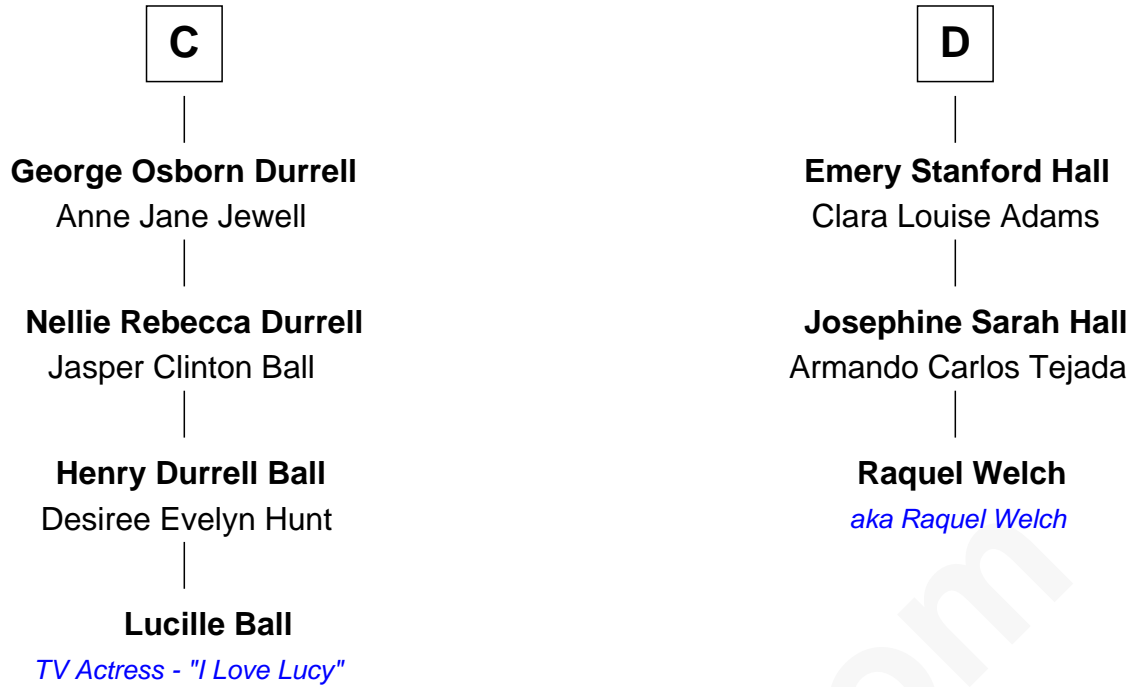 C
George Osborn Durrell
Anne Jane Jewell
Nellie Rebecca Durrell
Jasper Clinton Ball
Henry Durrell Ball
Desiree Evelyn Hunt
Lucille Ball
TV Actress - "I Love Lucy"
D
Emery Stanford Hall
Clara Louise Adams
Josephine Sarah Hall
Armando Carlos Tejada
Raquel Welch
aka Raquel Welch
om